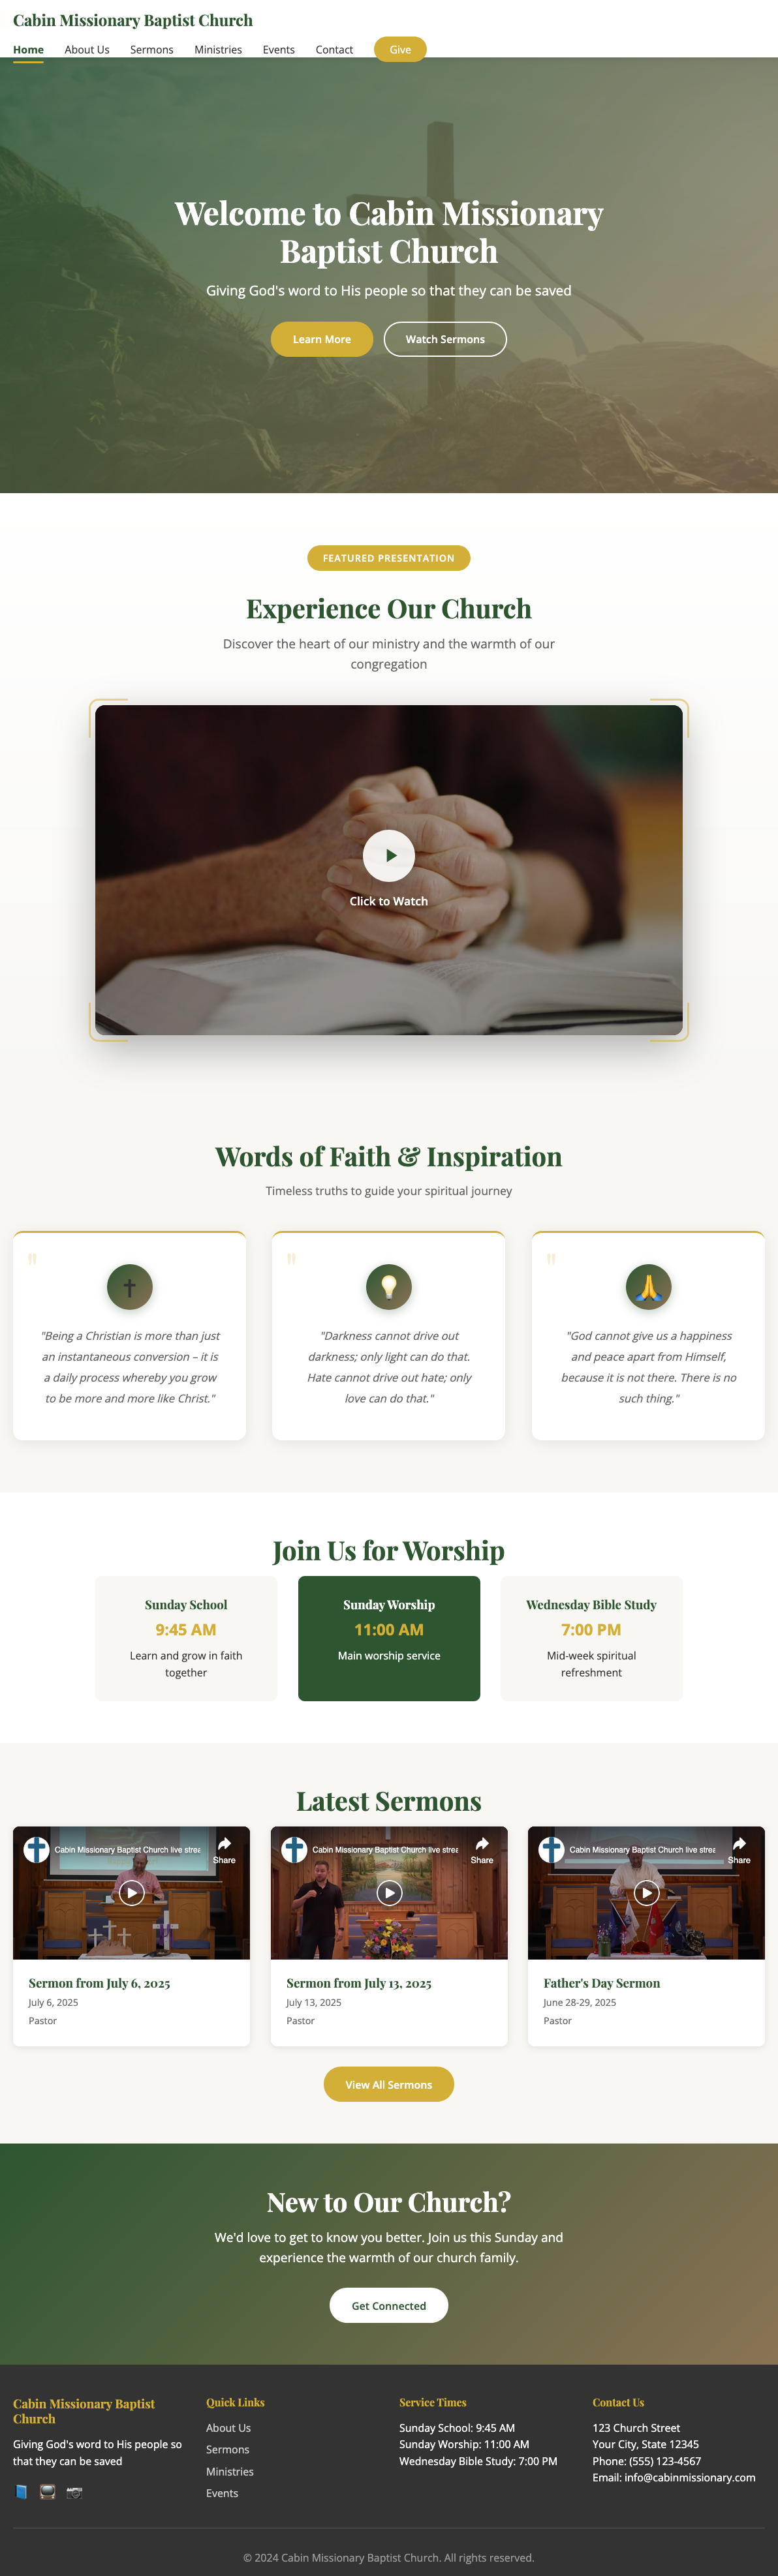 Cabin Missionary Baptist Church
Home About Us Sermons Ministries Events Contact Give
Welcome to Cabin Missionary
Baptist Church
Giving God's word to His people so that they can be saved
Learn More Watch Sermons
FEATURED PRESENTATION
Experience Our Church
Discover the heart of our ministry and the warmth of our
congregation
Click to Watch
Words of Faith & Inspiration
Timeless truths to guide your spiritual journey
"
"Being a Christian is more than just
an instantaneous conversion – it is
a daily process whereby you grow
to be more and more like Christ."
"
"Darkness cannot drive out
darkness; only light can do that.
Hate cannot drive out hate; only
love can do that."
"
"God cannot give us a happiness
and peace apart from Himself,
because it is not there. There is no
such thing."
Join Us for Worship
Sunday School
9:45 AM
Learn and grow in faith
together
Sunday Worship
11:00 AM
Main worship service
Wednesday Bible Study
7:00 PM
Mid-week spiritual
refreshment
Latest Sermons
Cabin Missionary Baptist Church live strea
Share
Sermon from July 6, 2025
July 6, 2025
Pastor
Cabin Missionary Baptist Church live strea
Share
Sermon from July 13, 2025
July 13, 2025
Pastor
Cabin Missionary Baptist Church live strea
Share
Father's Day Sermon
June 28-29, 2025
Pastor
View All Sermons
New to Our Church?
We'd love to get to know you better. Join us this Sunday and
experience the warmth of our church family.
Get Connected
Cabin Missionary Baptist
Church
Giving God's word to His people so
that they can be saved
Quick Links
About Us
Sermons
Ministries
Events
Service Times
Sunday School: 9:45 AM
Sunday Worship: 11:00 AM
Wednesday Bible Study: 7:00 PM
Contact Us
123 Church Street
Your City, State 12345
Phone: (555) 123-4567
Email: info@cabinmissionary.com
© 2024 Cabin Missionary Baptist Church. All rights reserved.